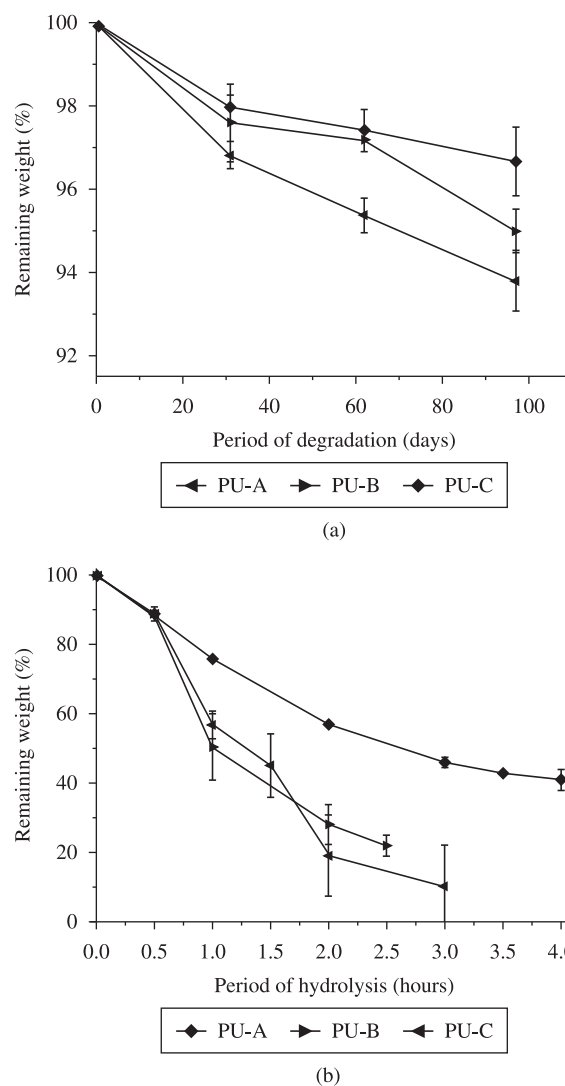 100
98
96
94
92
Remaining weight (%)
0 20 40 60 80 100
Period of degradation (days)
PU-A PU-B PU-C
(a)
100
80
60
40
20
0
Remaining weight (%)
0.0 0.5 1.0 1.5 2.0 2.5 3.0 3.5 4.0
Period of hydrolysis (hours)
PU-A PU-B PU-C
(b)